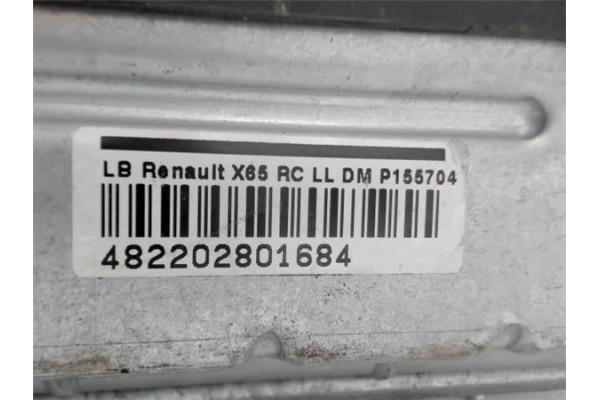 LB Renault X65 RC LL DM P155704
482202801684